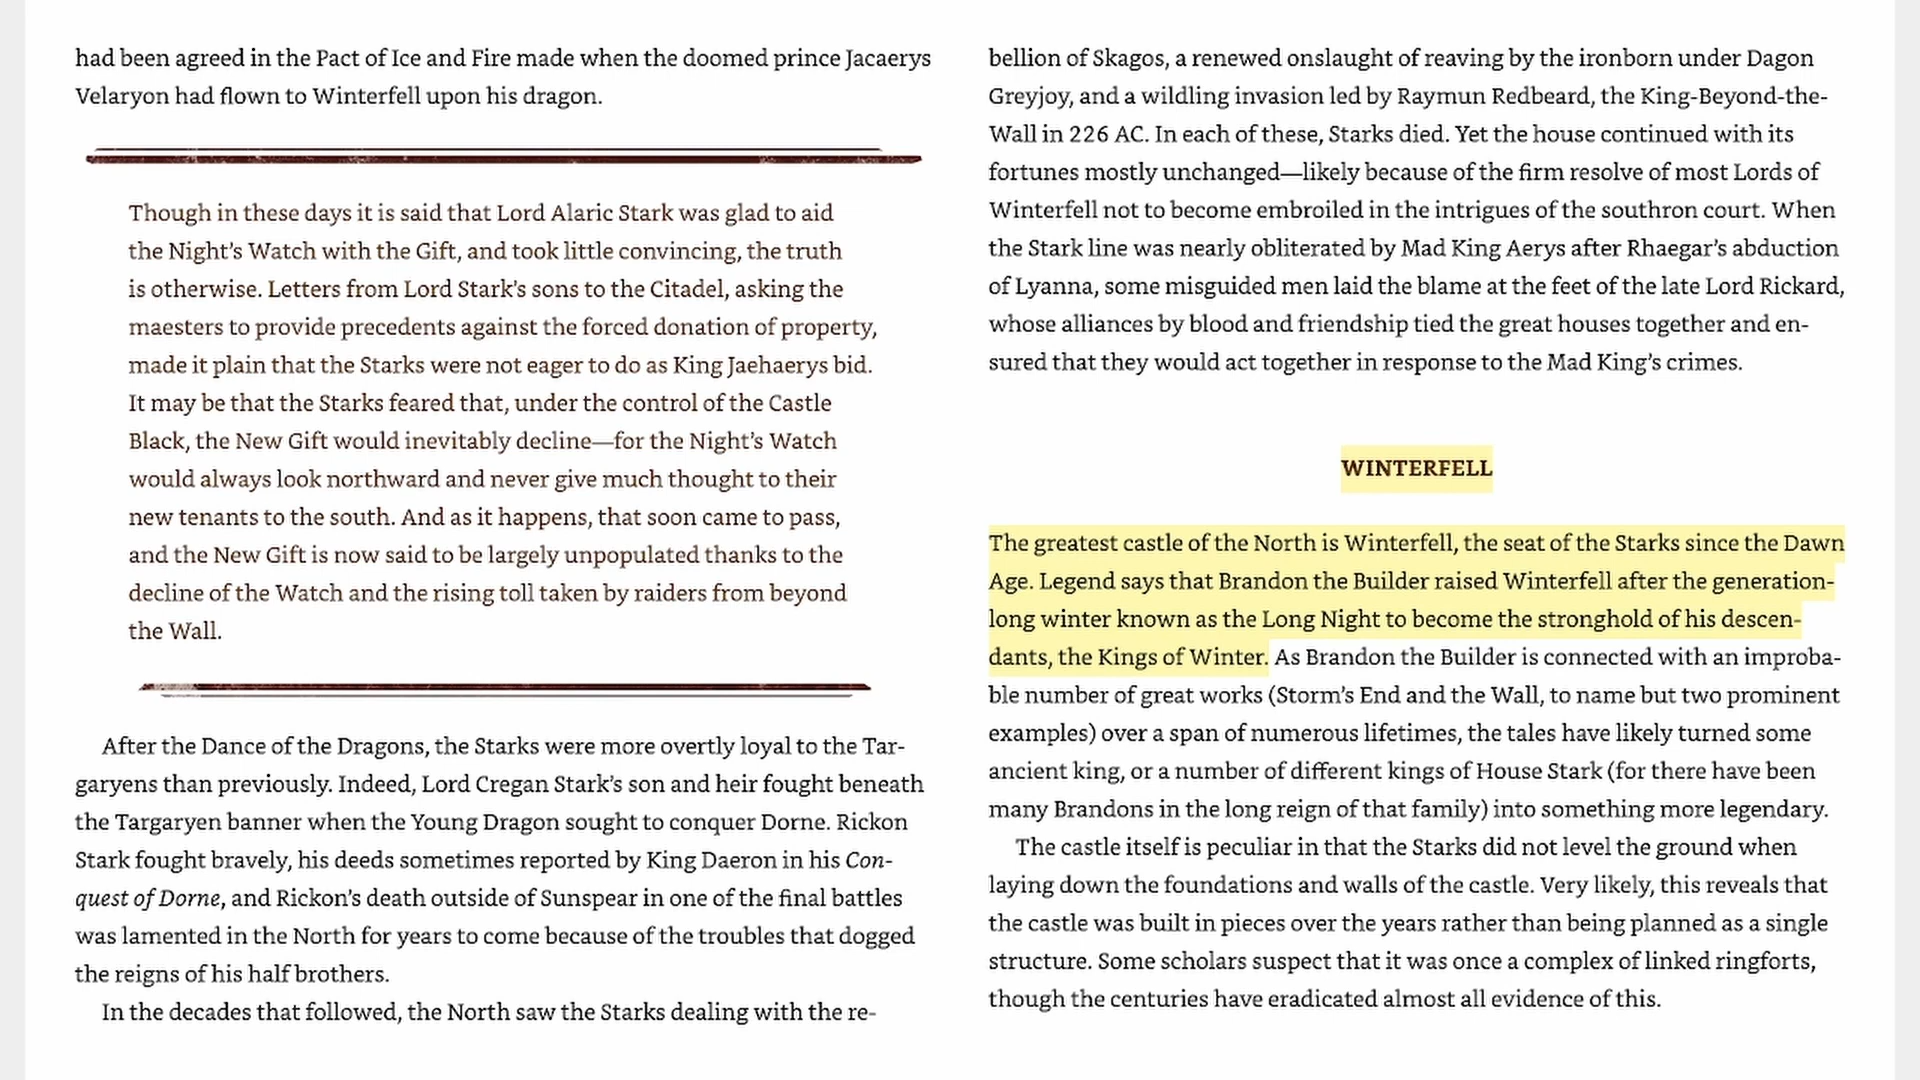 had been agreed in the Pact of Ice and Fire made when the doomed prince Jacaerys
Velaryon had flown to Winterfell upon his dragon.
Though in these days it is said that Lord Alaric Stark was glad to aid
the Night’s Watch with the Gift, and took little convincing, the truth
is otherwise. Letters from Lord Stark’s sons to the Citadel, asking the
maesters to provide precedents against the forced donation of property,
made it plain that the Starks were not eager to do as King Jaehaerys bid.
It may be that the Starks feared that, under the control of the Castle
Black, the New Gift would inevitably decline—for the Night’s Watch
would always look northward and never give much thought to their
new tenants to the south. And as it happens, that soon came to pass,
and the New Gift is now said to be largely unpopulated thanks to the
decline of the Watch and the rising toll taken by raiders from beyond
the Wall.
After the Dance of the Dragons, the Starks were more overtly loyal to the Tar-
garyens than previously. Indeed, Lord Cregan Stark’s son and heir fought beneath
the Targaryen banner when the Young Dragon sought to conquer Dorne. Rickon
Stark fought bravely, his deeds sometimes reported by King Daeron in his Con-
quest of Dorne, and Rickon’s death outside of Sunspear in one of the final battles
was lamented in the North for years to come because of the troubles that dogged
the reigns of his half brothers.
In the decades that followed, the North saw the Starks dealing with the re-
bellion of Skagos, a renewed onslaught of reaving by the ironborn under Dagon
Greyjoy, and a wildling invasion led by Raymun Redbeard, the King-Beyond-the-
Wall in 226 AC. In each of these, Starks died. Yet the house continued with its
fortunes mostly unchanged—likely because of the firm resolve of most Lords of
Winterfell not to become embroiled in the intrigues of the southron court. When
the Stark line was nearly obliterated by Mad King Aerys after Rhaegar’s abduction
of Lyanna, some misguided men laid the blame at the feet of the late Lord Rickard,
whose alliances by blood and friendship tied the great houses together and en-
sured that they would act together in response to the Mad King’s crimes.
WINTERFELL
The greatest castle of the North is Winterfell, the seat of the Starks since the Dawn
Age. Legend says that Brandon the Builder raised Winterfell after the generation-
long winter known as the Long Night to become the stronghold of his descen-
dants, the Kings of Winter. As Brandon the Builder is connected with an improba-
ble number of great works (Storm’s End and the Wall, to name but two prominent
examples) over a span of numerous lifetimes, the tales have likely turned some
ancient king, or a number of different kings of House Stark (for there have been
many Brandons in the long reign of that family) into something more legendary.
The castle itself is peculiar in that the Starks did not level the ground when
laying down the foundations and walls of the castle. Very likely, this reveals that
the castle was built in pieces over the years rather than being planned as a single
structure. Some scholars suspect that it was once a complex of linked ringforts,
though the centuries have eradicated almost all evidence of this.